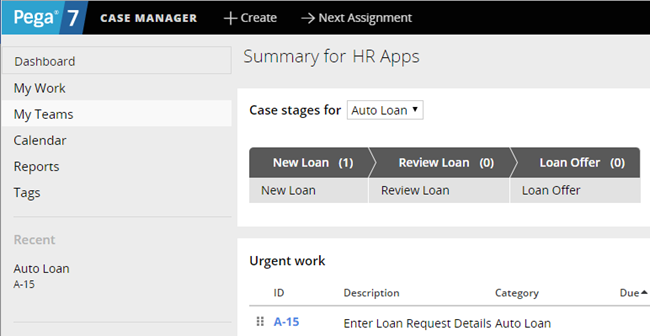 Pega® 7 CASE MANAGER + Create → Next Assignment
Dashboard
My Work
My Teams
Calendar
Reports
Tags
Recent
Auto Loan
A-15
Summary for HR Apps
Case stages for Auto Loan
New Loan (1) Review Loan (0) Loan Offer (0)
New Loan Review Loan Loan Offer
Urgent work
ID Description Category Due
A-15 Enter Loan Request Details Auto Loan